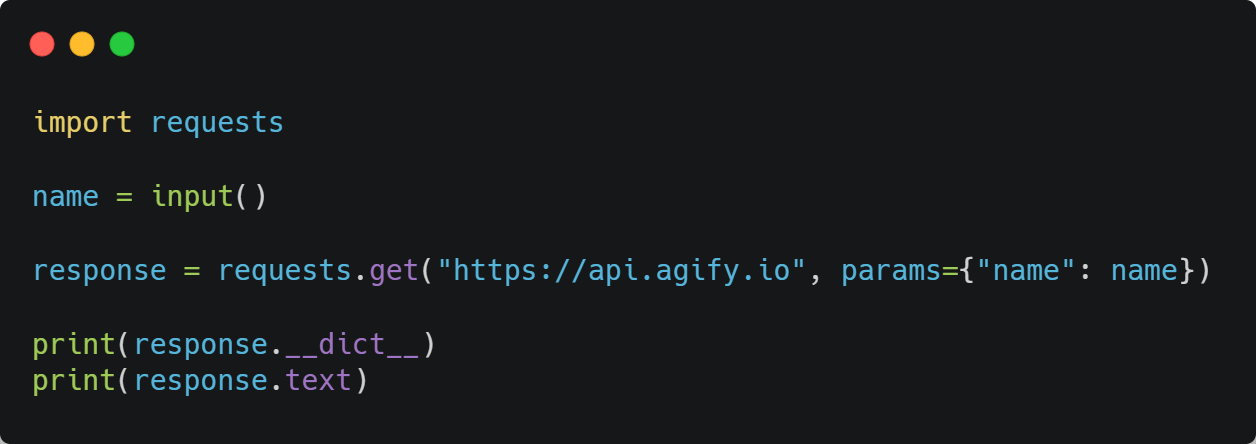 import requests
name = input()
response = requests.get("https://api.agify.io", params={"name": name})
print(response.__dict__)
print(response.text)